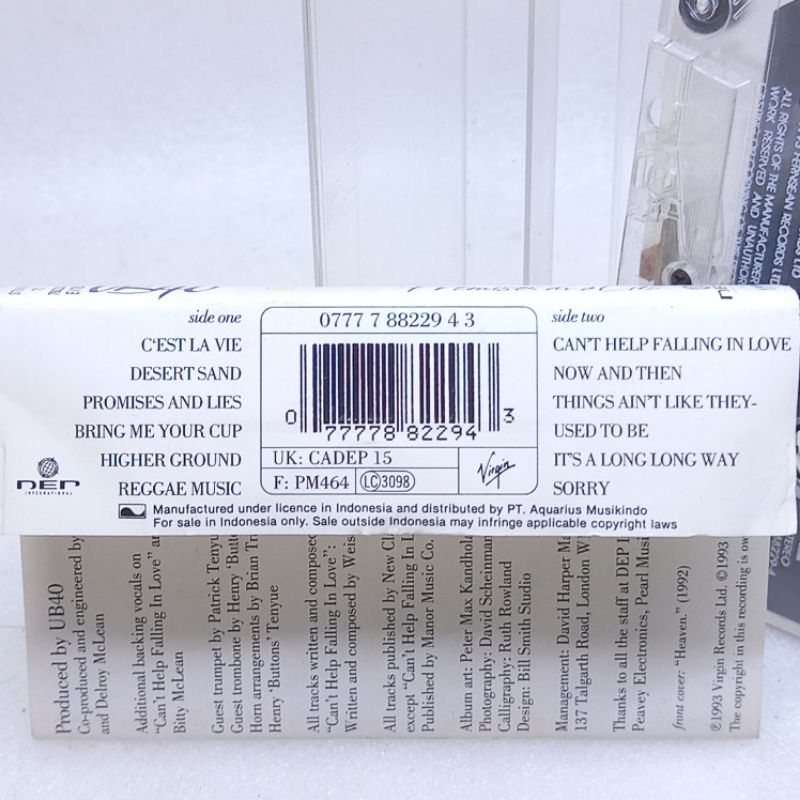 UB40
side one
C'EST LA VIE
DESERT SAND
PROMISES AND LIES
BRING ME YOUR CUP
HIGHER GROUND
REGGAE MUSIC
DEP
INTERNATIONAL
0777 7 88229 4 3
0 77778 82294 3
UK: CADEP 15
F: PM464
LC 3098
Virgin
side two
CAN'T HELP FALLING IN LOVE
NOW AND THEN
THINGS AIN'T LIKE THEY-
USED TO BE
IT'S A LONG LONG WAY
SORRY
Manufactured under licence in Indonesia and distributed by PT. Aquarius Musikindo
For sale in Indonesia only. Sale outside Indonesia may infringe applicable copyright laws
Produced by UB40
Co-produced and engineered by
and Delroy McLean
Additional backing vocals on
"Can't Help Falling In Love"
Bitty McLean
Guest trumpet by Patrick
Guest trombone by Henry
Horn arrangements by Brian
Henry 'Buttons' Tenyue
All tracks written and composed
"Can't Help Falling In Love":
Written and composed by
All tracks published by New
except "Can't Help Falling In
Published by Manor Music Co.
Album art: Peter Max
Photography: David
Calligraphy: Ruth Rowland
Design: Bill Smith Studio
Management: David Harper
137 Talgarth Road, London
Thanks to all the staff at DEP
Peavey Electronics, Pearl
front cover: "Heaven." (1992)
℗1993 Virgin Records Ltd. ©1993
The copyright in this recording is
RECORDS LTD
ALL RIGHTS OF THE MANUFACTURER
WORK RESERVED AND